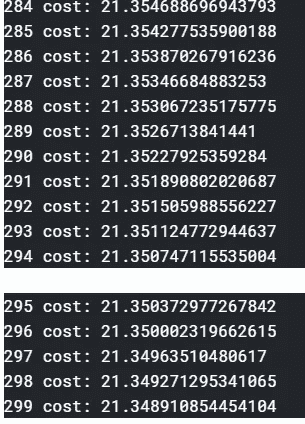 284 cost: 21.354688696943793
285 cost: 21.354277535900188
286 cost: 21.353870267916236
287 cost: 21.35346684883253
288 cost: 21.353067235175775
289 cost: 21.3526713841441
290 cost: 21.35227925359284
291 cost: 21.351890802020687
292 cost: 21.351505988556227
293 cost: 21.351124772944637
294 cost: 21.350747115535004
295 cost: 21.350372977267842
296 cost: 21.350002319662615
297 cost: 21.34963510480617
298 cost: 21.349271295341065
299 cost: 21.348910854454104